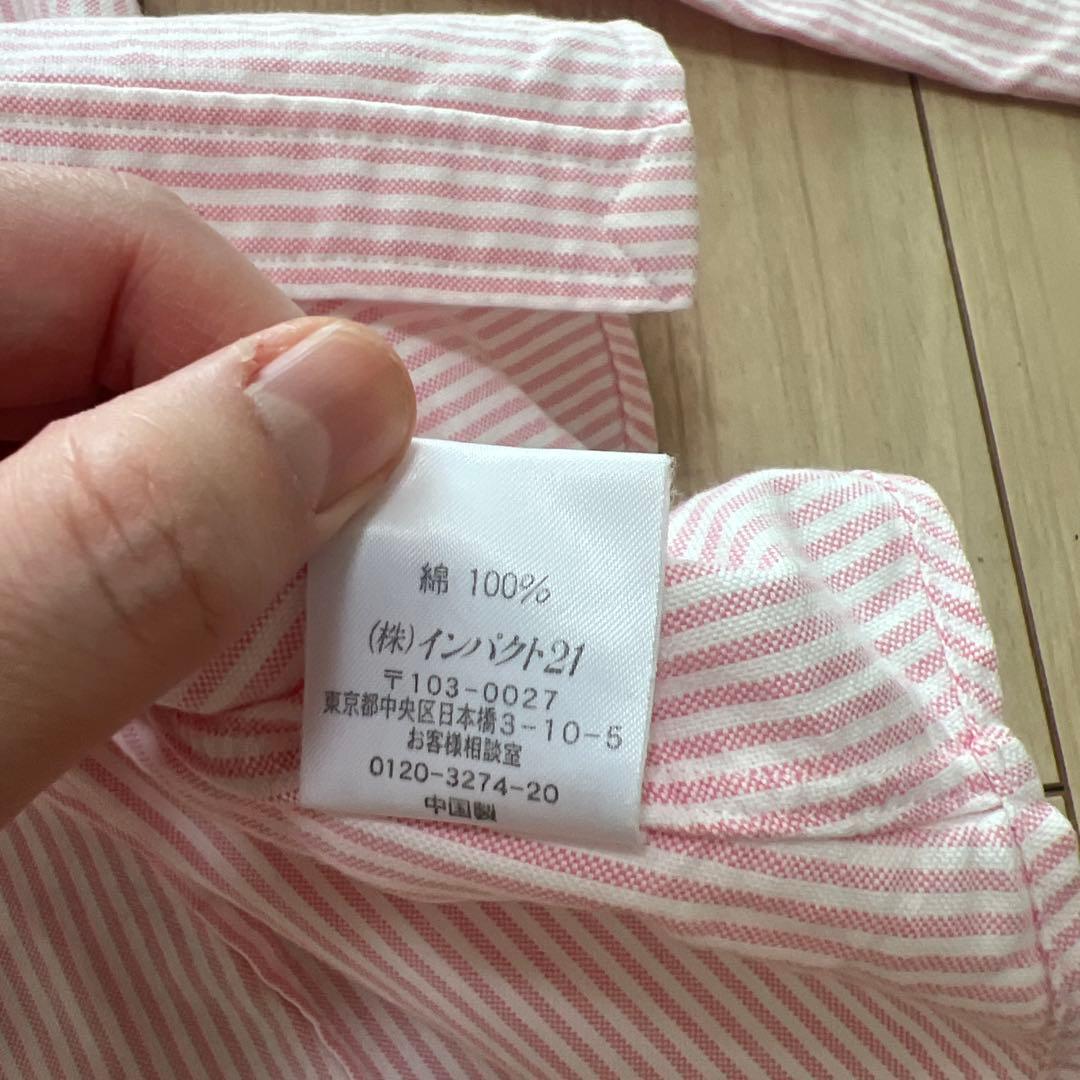 綿 100%
(株)インパクト21
〒103-0027
東京都中央区日本橋3-10-5
お客様相談室
0120-3274-20
中国製